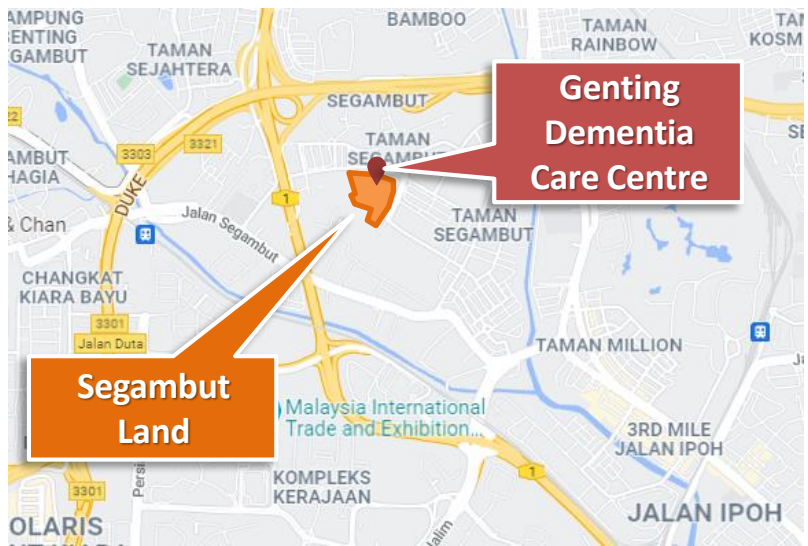 AMPUNG
ENTING
GAMBUT
TAMAN
SEJAHTERA
BAMBOO
TAMAN
RAINBOW
KOSM
SEGAMBUT
Genting
Dementia
Care Centre
3303
3321
TAMAN
DUKE
1
& Chan
Jalan Segambut
TAMAN
SEGAMBUT
CHANGKAT
KIARA BAYU
3301
Jalan Duta
TAMAN MILLION
Segambut
Land
Malaysia International
Trade and Exhibition...
3RD MILE
JALAN IPOH
KOMPLEKS
KERAJAAN
1
3301
JALAN IPOH
OLARIS